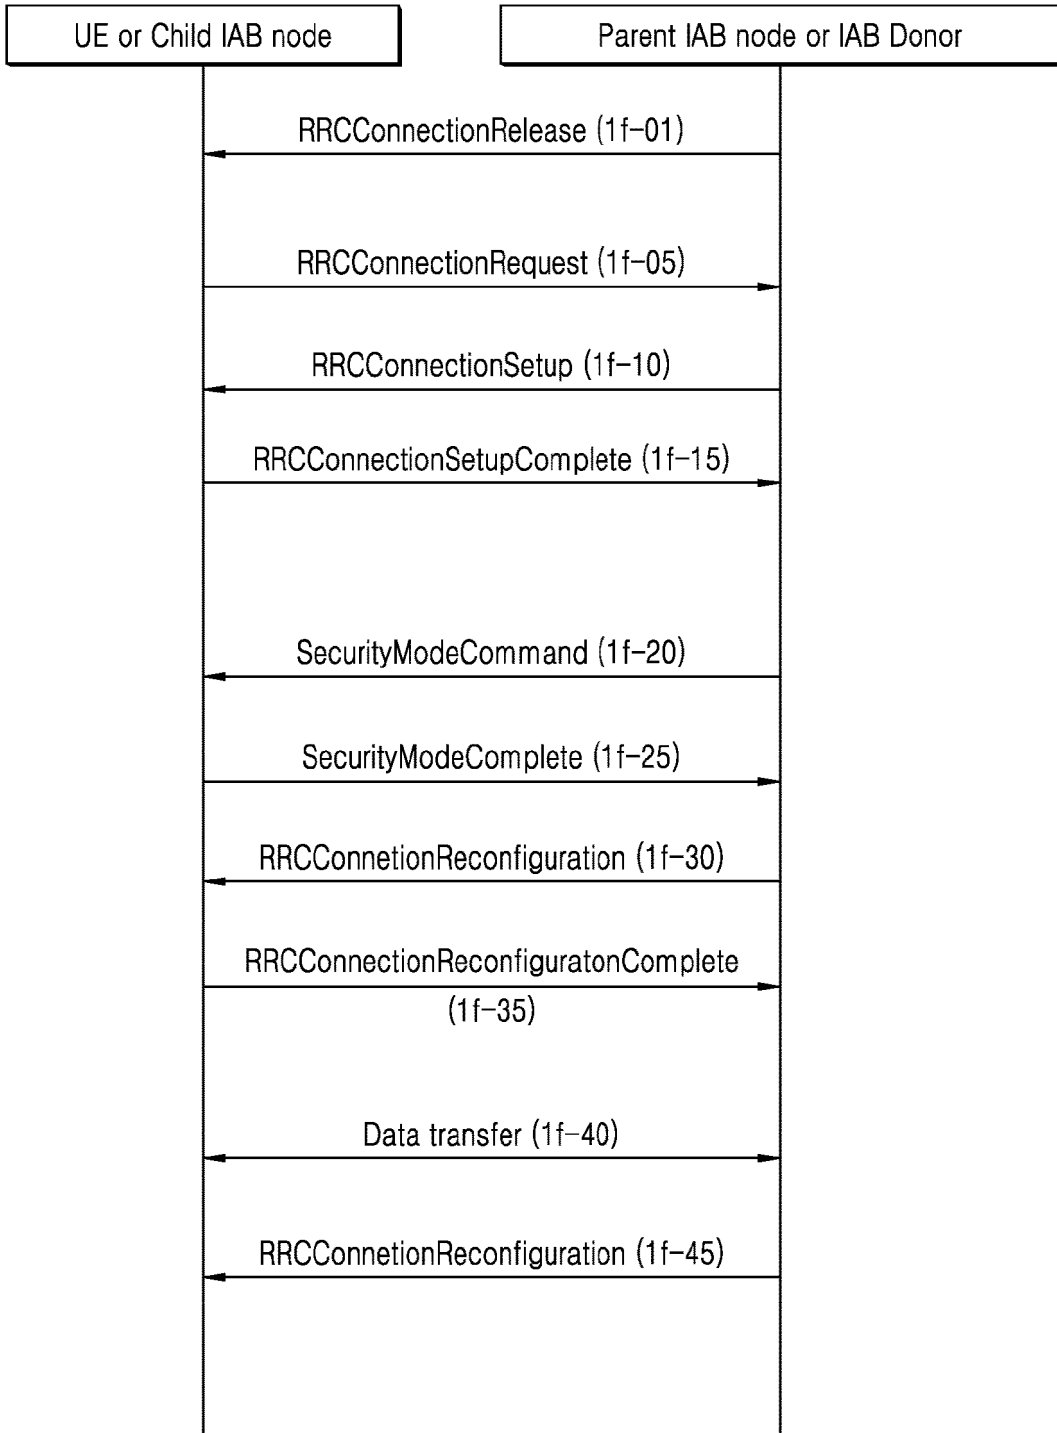 UE or Child IAB node
Parent IAB node or IAB Donor
RRCConnectionRelease (1f-01)
RRCConnectionRequest (1f-05)
RRCConnectionSetup (1f-10)
RRCConnectionSetupComplete (1f-15)
SecurityModeCommand (1f-20)
SecurityModeComplete (1f-25)
RRCConnetionReconfiguration (1f-30)
RRCConnectionReconfiguratonComplete
(1f-35)
Data transfer (1f-40)
RRCConnetionReconfiguration (1f-45)